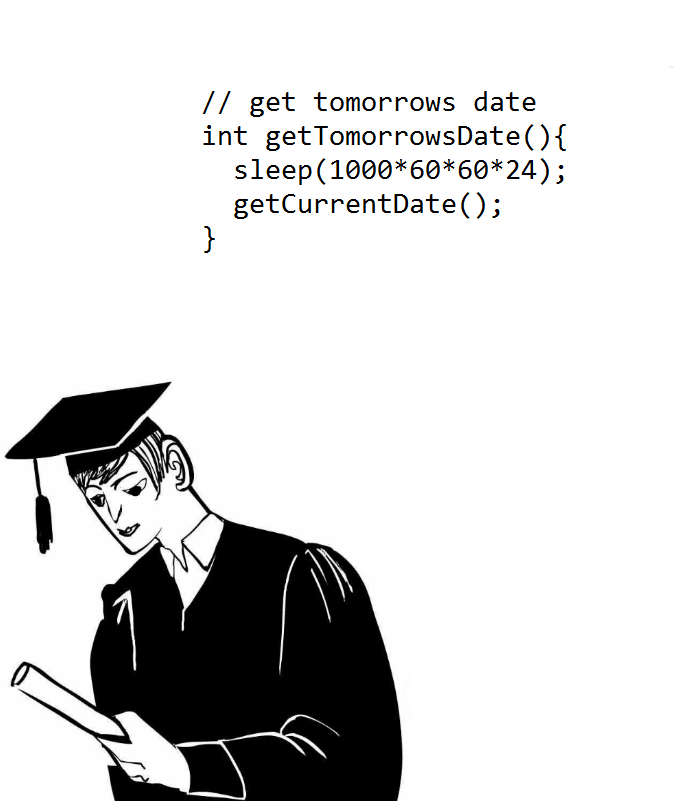 // get tomorrows date
int getTomorrowsDate(){
  sleep(1000*60*60*24);
  getCurrentDate();
}